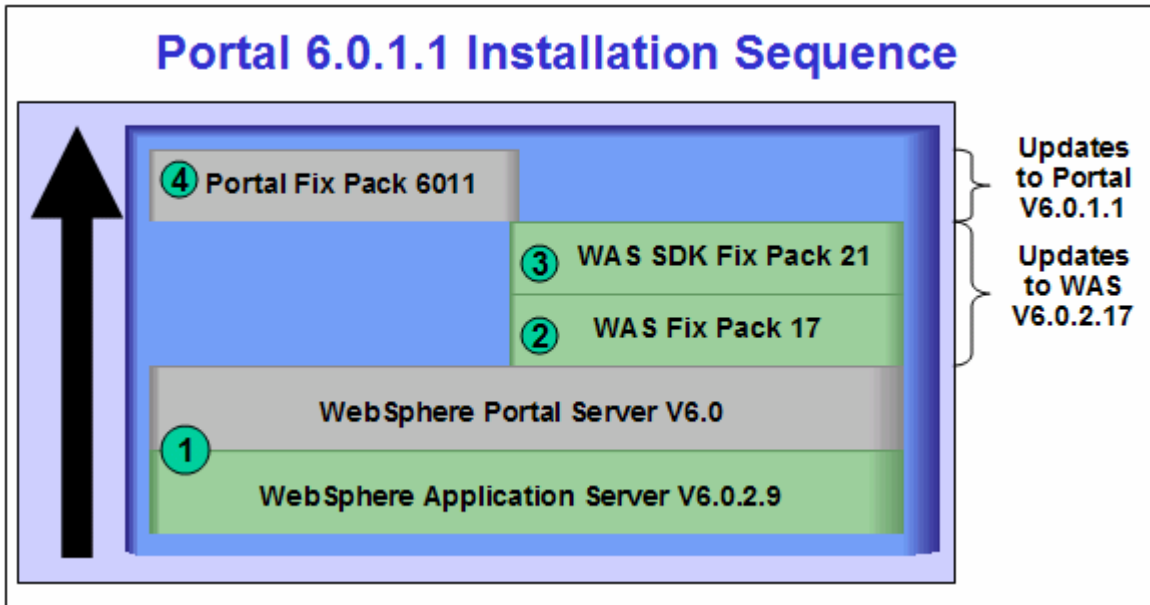 Portal 6.0.1.1 Installation Sequence
4 Portal Fix Pack 6011
Updates
to Portal
V6.0.1.1
3 WAS SDK Fix Pack 21
2 WAS Fix Pack 17
Updates
to WAS
V6.0.2.17
WebSphere Portal Server V6.0
1
WebSphere Application Server V6.0.2.9